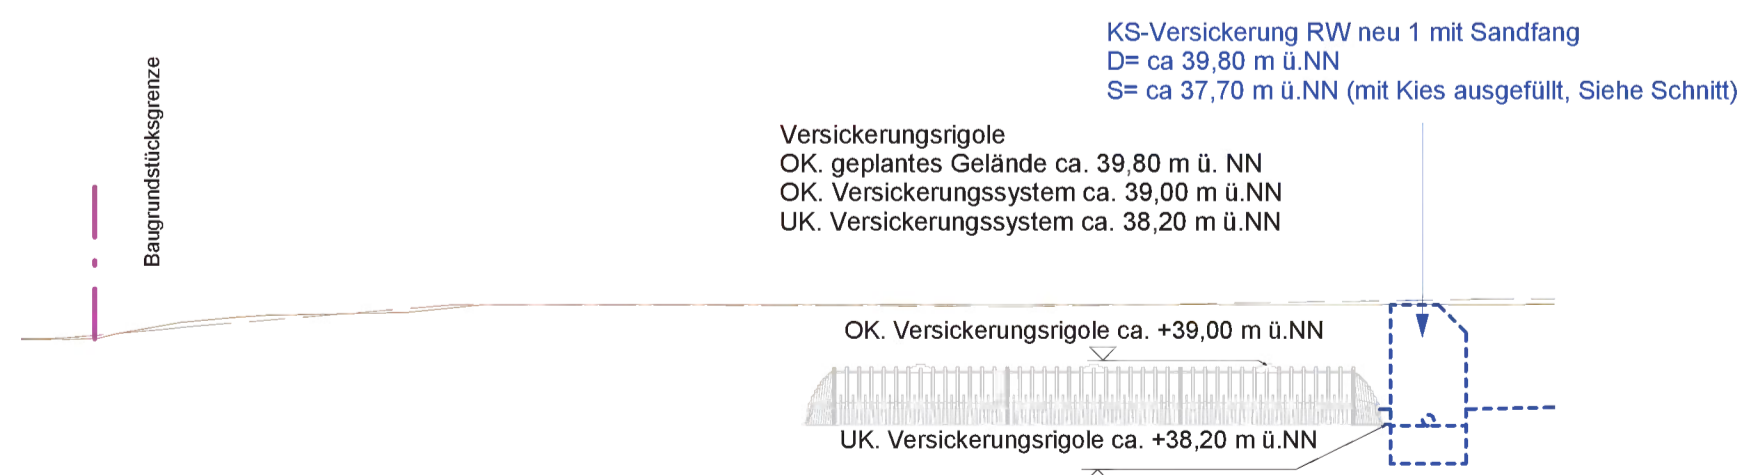 KS-Versickerung RW neu 1 mit Sandfang
D= ca 39,80 m ü.NN
S= ca 37,70 m ü.NN (mit Kies ausgefüllt, Siehe Schnitt)
Baugrundstücksgrenze
Versickerungsrigole
OK. geplantes Gelände ca. 39,80 m ü. NN
OK. Versickerungssystem ca. 39,00 m ü.NN
UK. Versickerungssystem ca. 38,20 m ü.NN
OK. Versickerungsrigole ca. +39,00 m ü.NN
UK. Versickerungsrigole ca. +38,20 m ü.NN